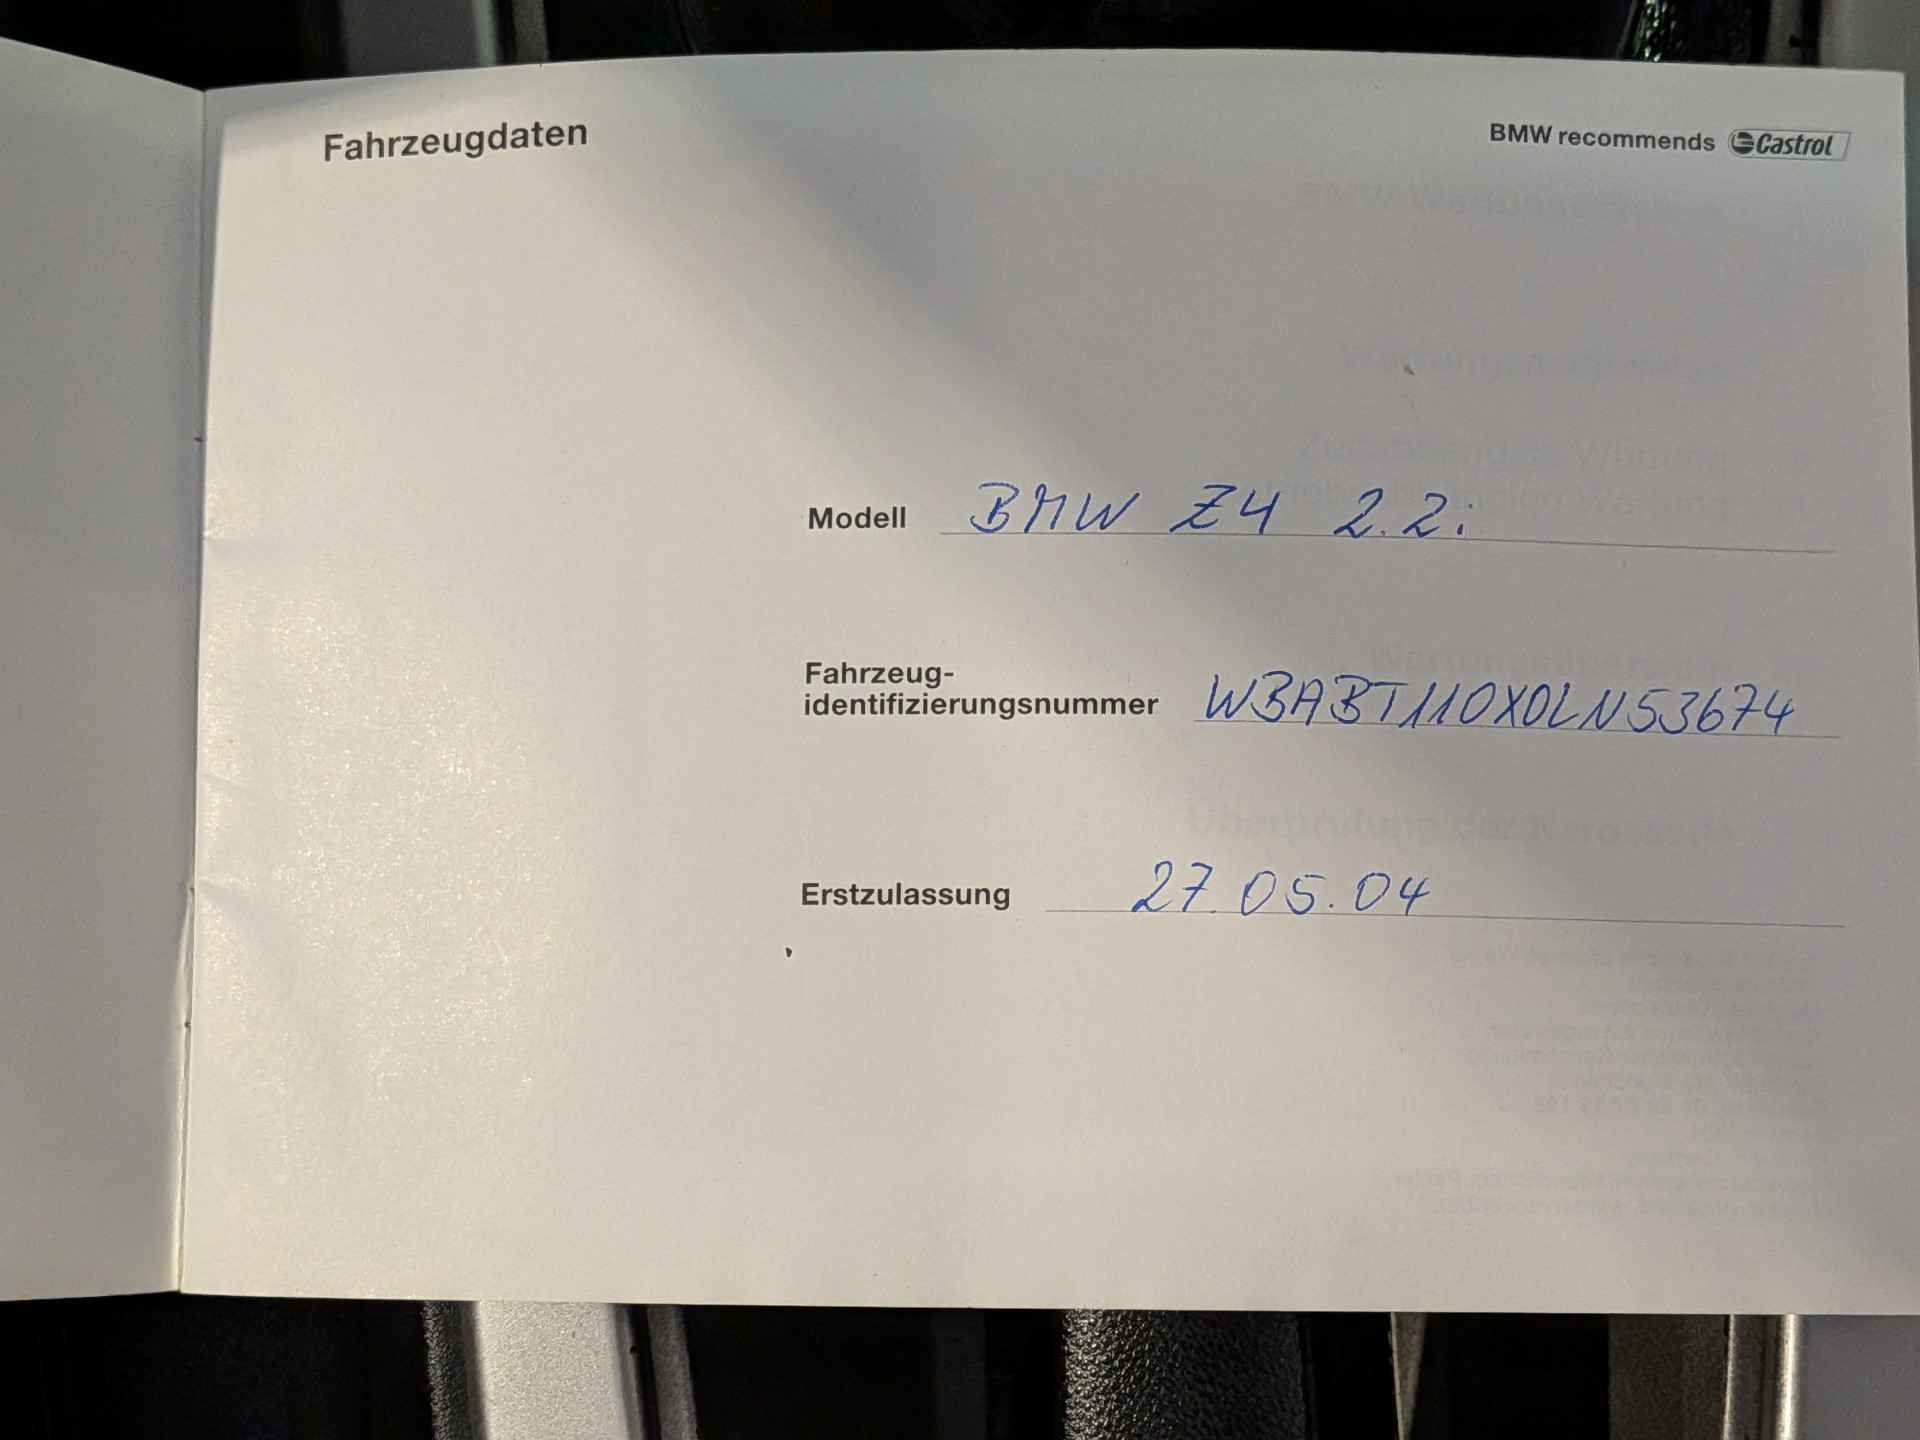 Fahrzeugdaten
BMW recommends Castrol
Modell BMW Z4 2.2i
Fahrzeug-
identifizierungsnummer WBABT110X0LN53674
Erstzulassung 27.05.04